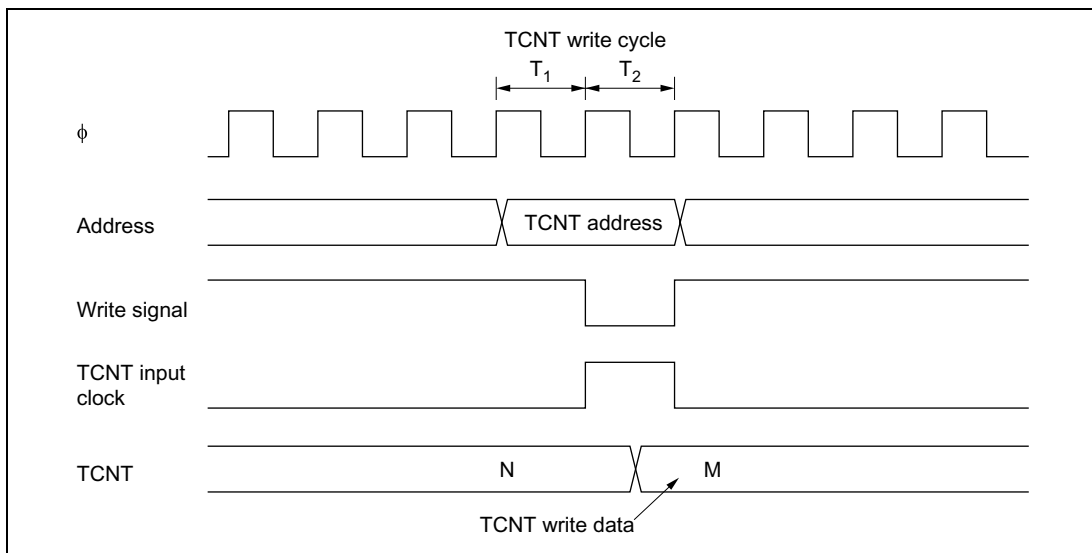 TCNT write cycle
T1 T2
ϕ
Address
TCNT address
Write signal
TCNT input
clock
TCNT
N M
TCNT write data